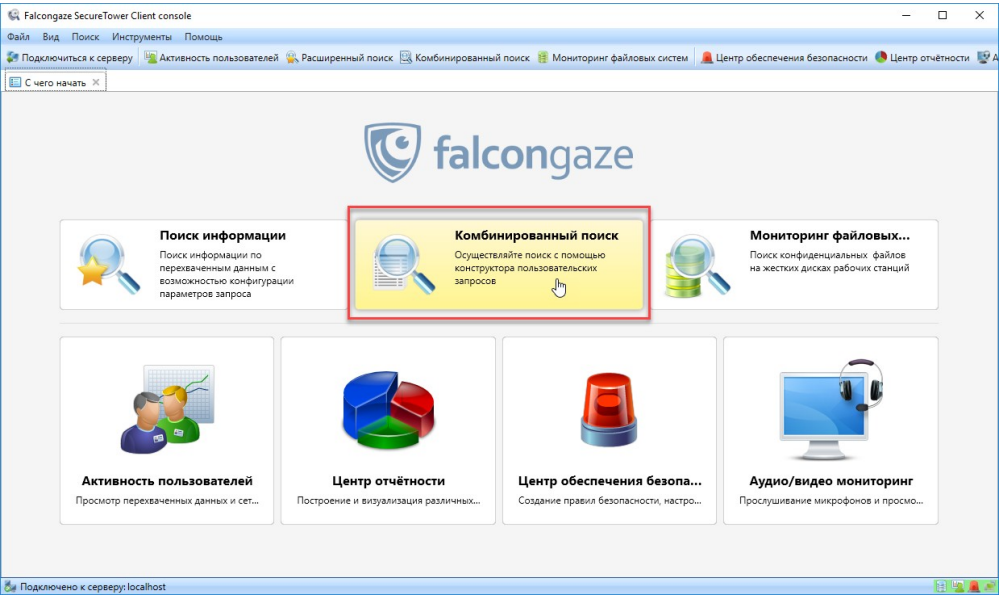 Falcongaze SecureTower Client console
Файл Вид Поиск Инструменты Помощь
Подключиться к серверу Активность пользователей Расширенный поиск Комбинированный поиск Мониторинг файловых систем Центр обеспечения безопасности Центр отчётности А
С чего начать
falcongaze
Поиск информации
Поиск информации по
перехваченным данным с
возможностью конфигурации
параметров запроса
Комбинированный поиск
Осуществляйте поиск с помощью
конструктора пользовательских
запросов
Мониторинг файловых...
Поиск конфиденциальных файлов
на жестких дисках рабочих станций
Активность пользователей
Просмотр перехваченных данных и сет...
Центр отчётности
Построение и визуализация различных...
Центр обеспечения безопа...
Создание правил безопасности, настро...
Аудио/видео мониторинг
Прослушивание микрофонов и просмо...
Подключено к серверу: localhost